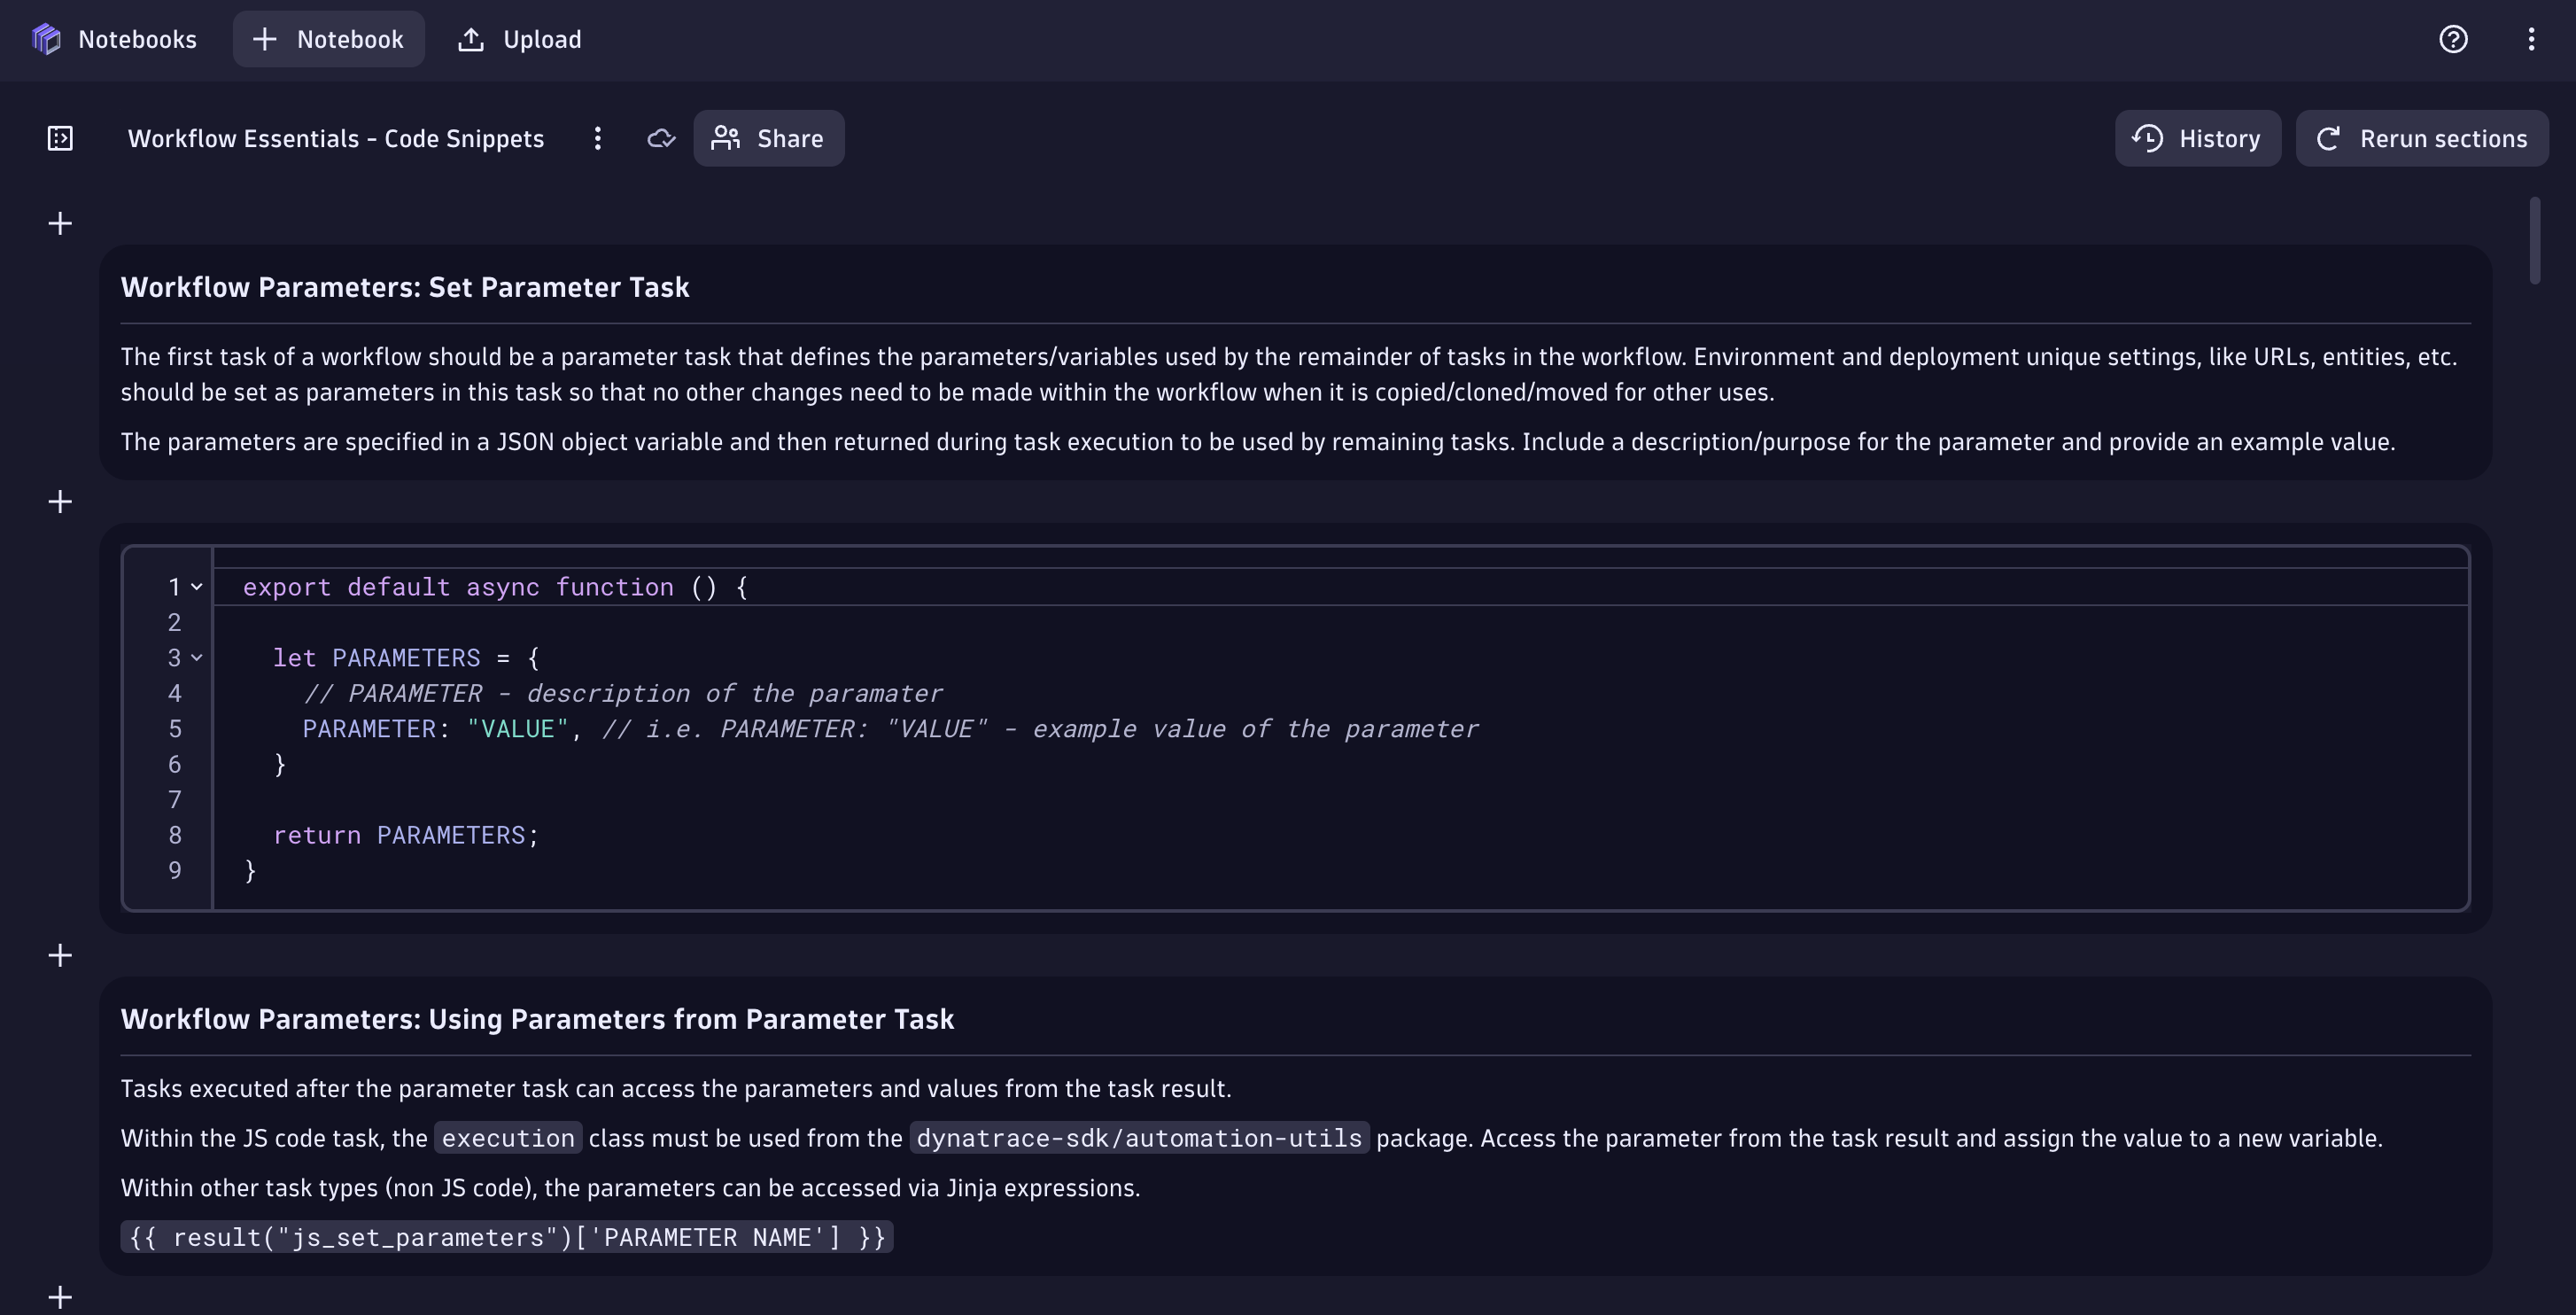 Notebooks
Notebook
Upload
Workflow Essentials - Code Snippets
Share
History
Rerun sections
Workflow Parameters: Set Parameter Task
The first task of a workflow should be a parameter task that defines the parameters/variables used by the remainder of tasks in the workflow. Environment and deployment unique settings, like URLs, entities, etc.
should be set as parameters in this task so that no other changes need to be made within the workflow when it is copied/cloned/moved for other uses.
The parameters are specified in a JSON object variable and then returned during task execution to be used by remaining tasks. Include a description/purpose for the parameter and provide an example value.
1 export default async function () {
2
3 let PARAMETERS = {
4 // PARAMETER - description of the paramater
5 PARAMETER: "VALUE", // i.e. PARAMETER: "VALUE" - example value of the parameter
6 }
7
8 return PARAMETERS;
9 }
Workflow Parameters: Using Parameters from Parameter Task
Tasks executed after the parameter task can access the parameters and values from the task result.
Within the JS code task, the execution class must be used from the dynatrace-sdk/automation-utils package. Access the parameter from the task result and assign the value to a new variable.
Within other task types (non JS code), the parameters can be accessed via Jinja expressions.
{{ result("js_set_parameters")['PARAMETER NAME'] }}